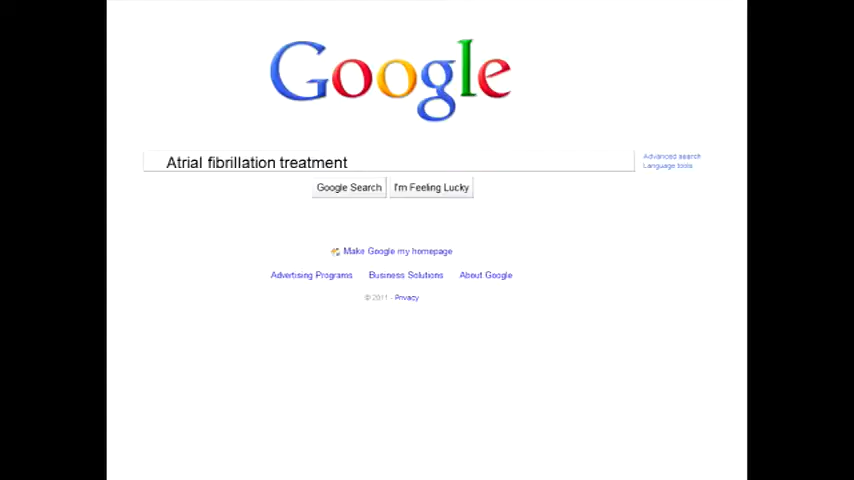 Google
Atrial fibrillation treatment
Advanced search
Language tools
Google Search
I'm Feeling Lucky
Make Google my homepage
Advertising Programs
Business Solutions
About Google
© 2011 - Privacy